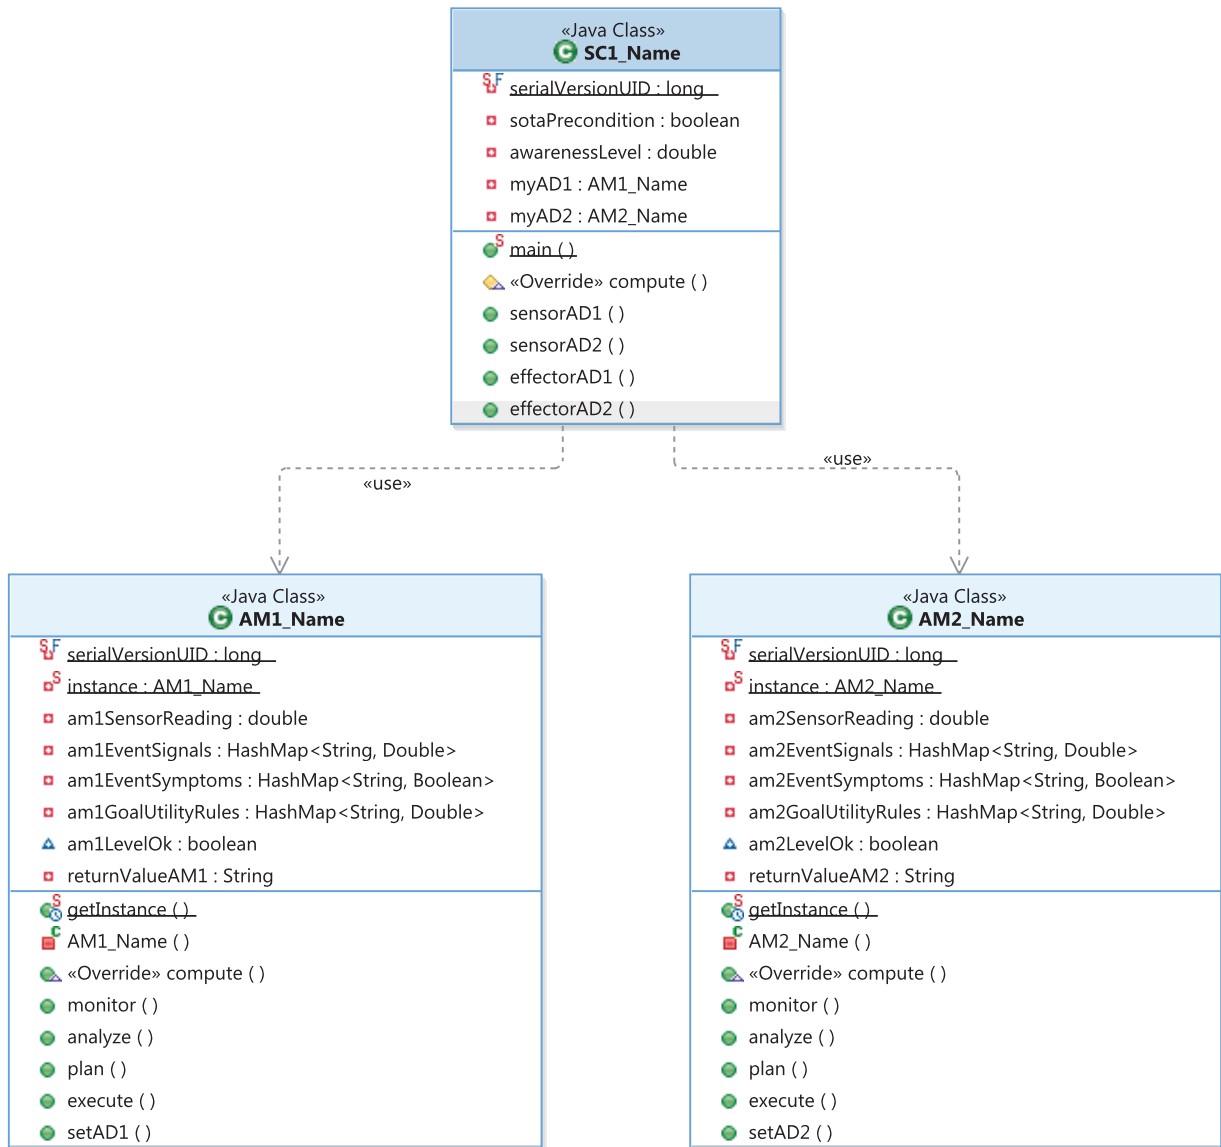 «Java Class»
SC1_Name
serialVersionUID : long
sotaPrecondition : boolean
awarenessLevel : double
myAD1 : AM1_Name
myAD2 : AM2_Name
main ( )
«Override» compute ( )
sensorAD1 ( )
sensorAD2 ( )
effectorAD1 ( )
effectorAD2 ( )
«use»
«use»
«Java Class»
AM1_Name
serialVersionUID : long
instance : AM1_Name
am1SensorReading : double
am1EventSignals : HashMap<String, Double>
am1EventSymptoms : HashMap<String, Boolean>
am1GoalUtilityRules : HashMap<String, Double>
am1LevelOk : boolean
returnValueAM1 : String
getInstance ( )
AM1_Name ( )
«Override» compute ( )
monitor ( )
analyze ( )
plan ( )
execute ( )
setAD1 ( )
«Java Class»
AM2_Name
serialVersionUID : long
instance : AM2_Name
am2SensorReading : double
am2EventSignals : HashMap<String, Double>
am2EventSymptoms : HashMap<String, Boolean>
am2GoalUtilityRules : HashMap<String, Double>
am2LevelOk : boolean
returnValueAM2 : String
getInstance ( )
AM2_Name ( )
«Override» compute ( )
monitor ( )
analyze ( )
plan ( )
execute ( )
setAD2 ( )